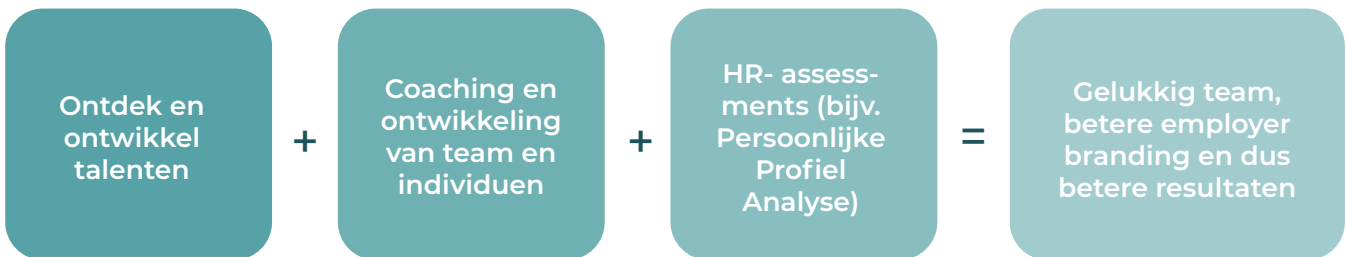 Ontdek en
ontwikkel
talenten
+
Coaching en
ontwikkeling
van team en
individuen
+
HR- assess-
ments (bijv.
Persoonlijke
Profiel
Analyse)
=
Gelukkig team,
betere employer
branding en dus
betere resultaten